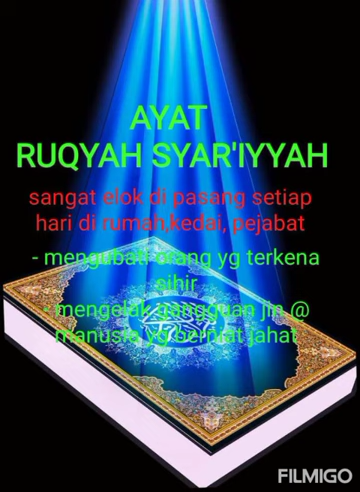 AYAT
RUQYAH SYAR'IYYAH
sangat elok di pasang setiap
hari di rumah,kedai, pejabat
- mengubati orang yg terkena
sihir
- mengelak gangguan jin @
manusia yg berniat jahat
FILMIGO